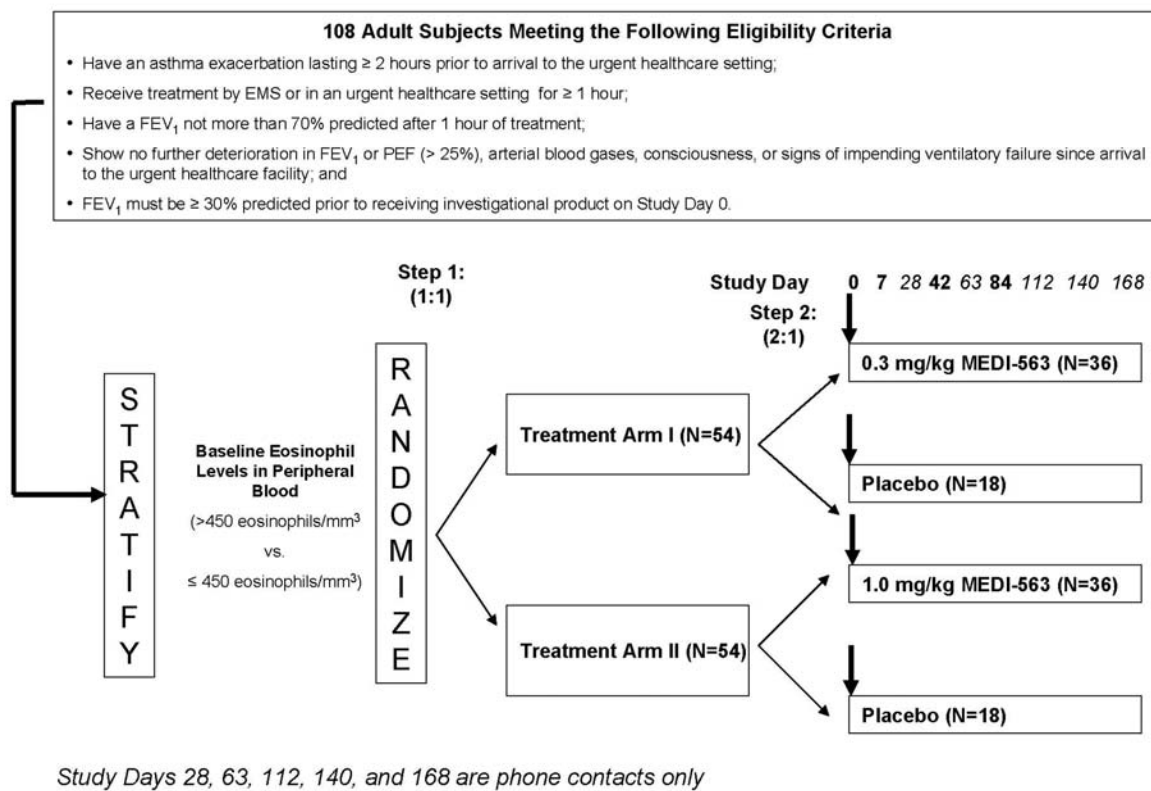 108 Adult Subjects Meeting the Following Eligibility Criteria
• Have an asthma exacerbation lasting ≥ 2 hours prior to arrival to the urgent healthcare setting;
• Receive treatment by EMS or in an urgent healthcare setting for ≥ 1 hour;
• Have a FEV₁ not more than 70% predicted after 1 hour of treatment;
• Show no further deterioration in FEV₁ or PEF (> 25%), arterial blood gases, consciousness, or signs of impending ventilatory failure since arrival
to the urgent healthcare facility; and
• FEV₁ must be ≥ 30% predicted prior to receiving investigational product on Study Day 0.
STRATIFY
Baseline Eosinophil
Levels in Peripheral
Blood
(>450 eosinophils/mm³
vs.
≤ 450 eosinophils/mm³)
Step 1:
(1:1)
RANDOMIZE
Treatment Arm I (N=54)
Treatment Arm II (N=54)
Study Day 0 7 28 42 63 84 112 140 168
Step 2:
(2:1)
0.3 mg/kg MEDI-563 (N=36)
Placebo (N=18)
1.0 mg/kg MEDI-563 (N=36)
Placebo (N=18)
Study Days 28, 63, 112, 140, and 168 are phone contacts only